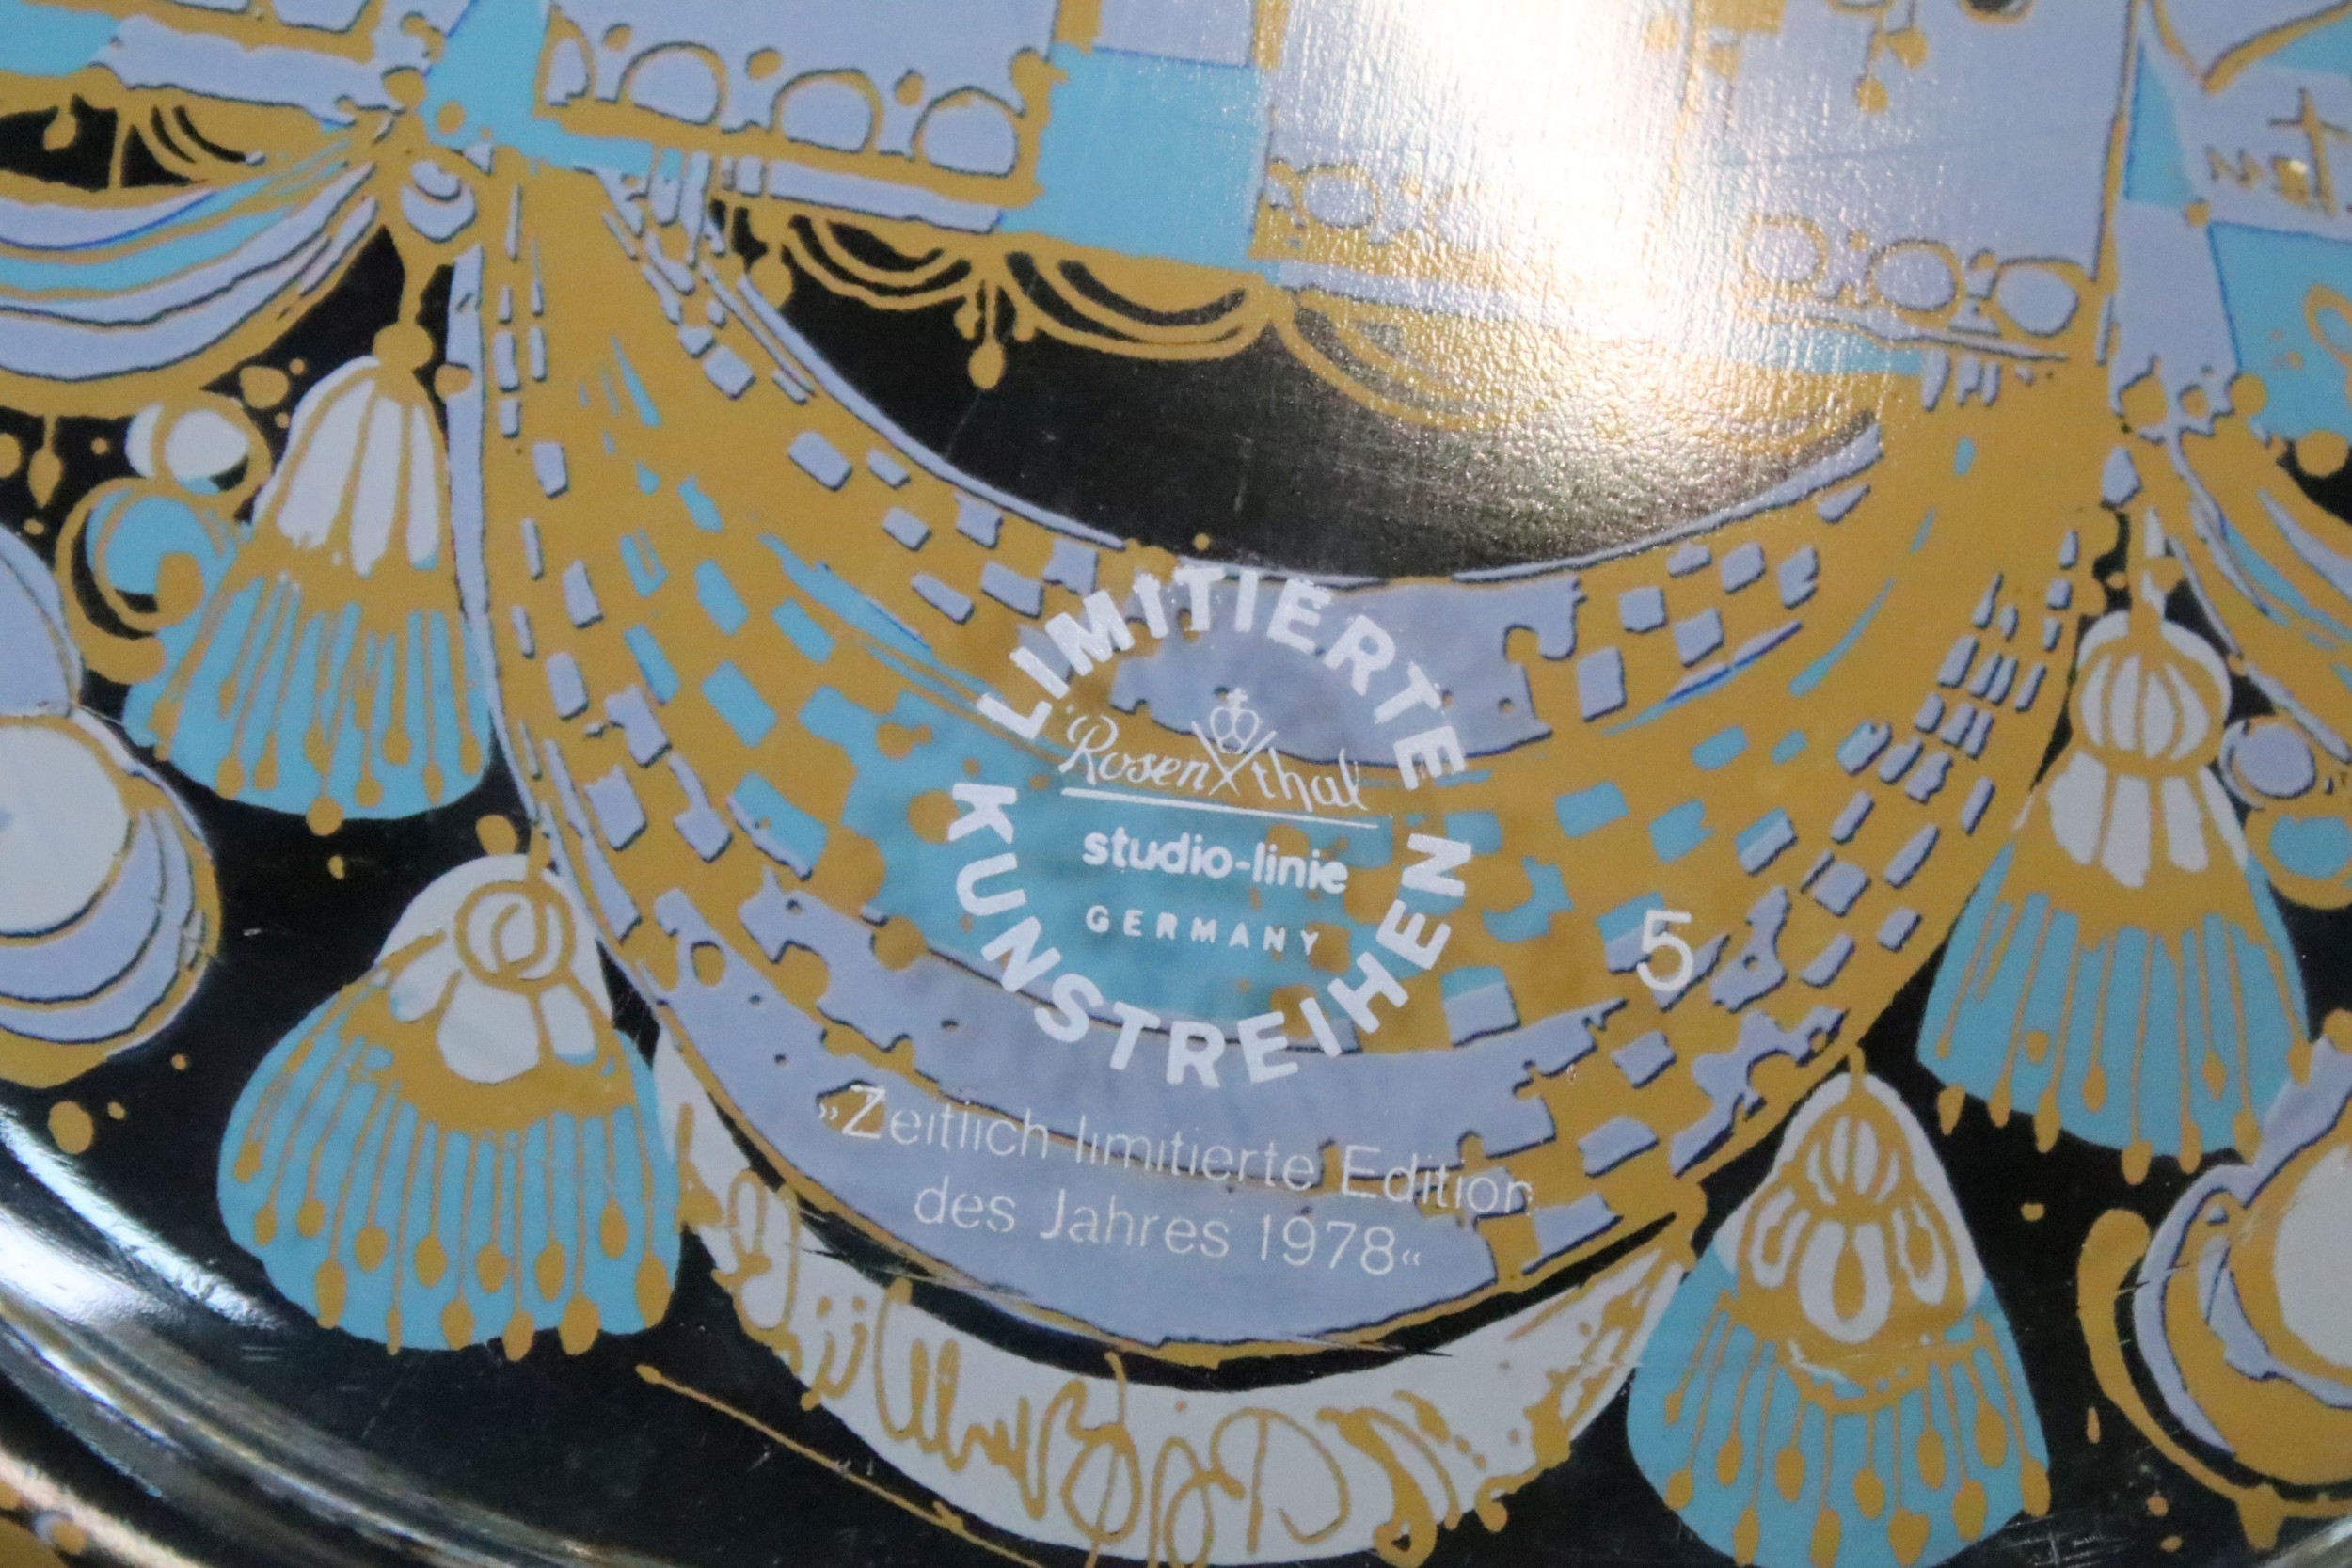 LIMITIERTE
Rosenthal
studio-linie
GERMANY
KUNSTREIHEN
5
»Zeitlich limitierte Edition
des Jahres 1978«